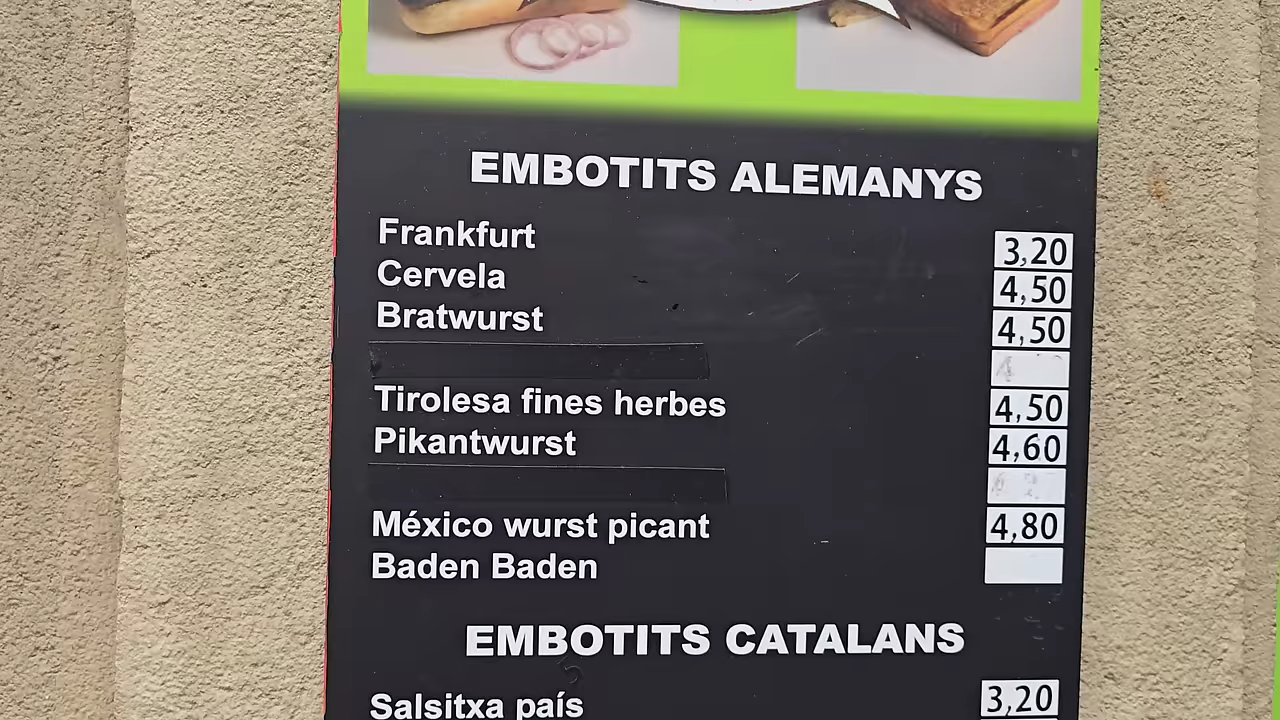 EMBOTITS ALEMANYS
Frankfurt 3,20
Cervela 4,50
Bratwurst 4,50
Tirolesa fines herbes 4,50
Pikantwurst 4,60
México wurst picant 4,80
Baden Baden
EMBOTITS CATALANS
Salsitxa país 3,20